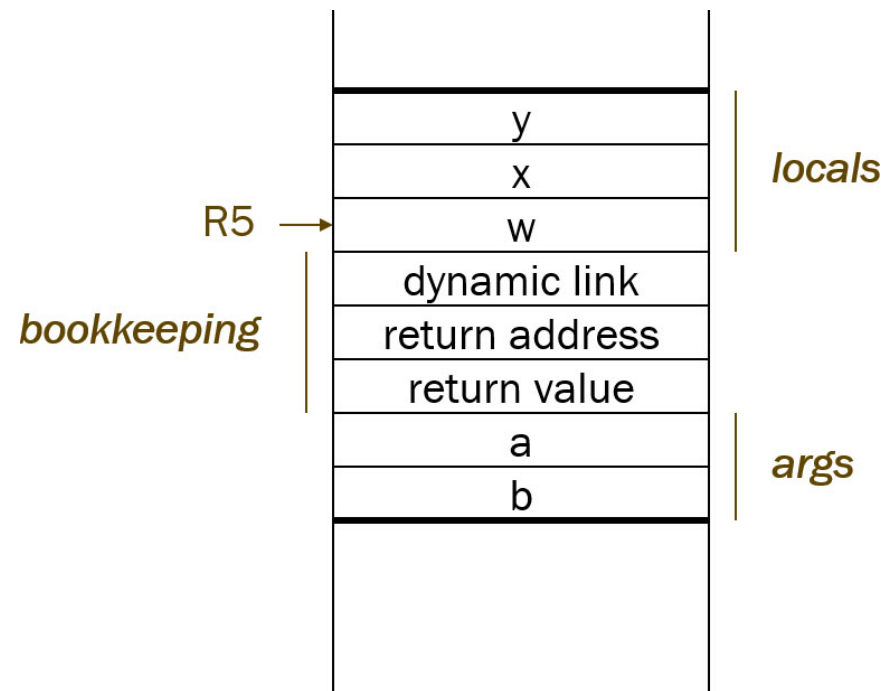 y
locals
x
R5
w
dynamic link
bookkeeping
return address
return value
a
args
b